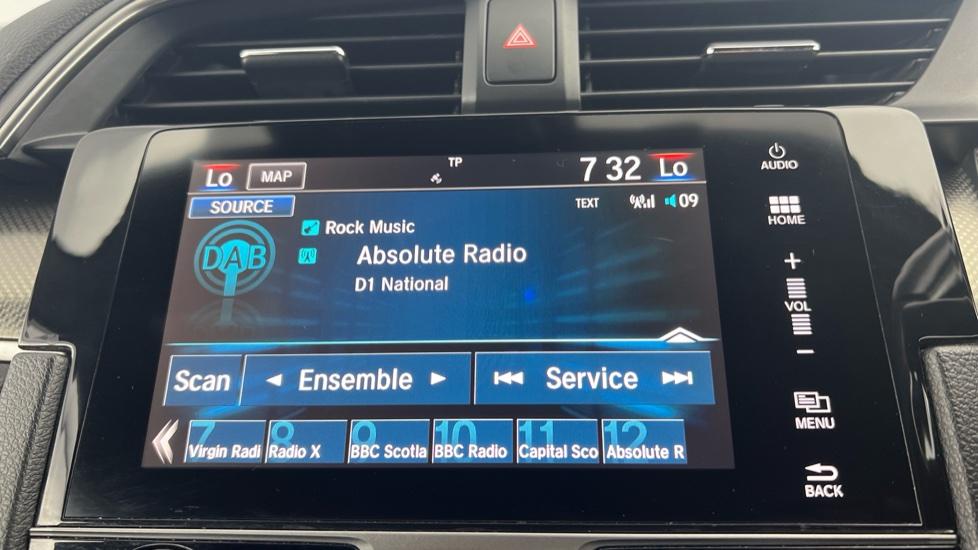 Lo MAP TP 7 32 Lo
SOURCE TEXT 09
DAB
Rock Music
Absolute Radio
D1 National
Scan Ensemble Service
7 8 9 10 11 12
Virgin Radi Radio X BBC Scotla BBC Radio Capital Sco Absolute R
AUDIO
HOME
+
VOL
−
MENU
BACK